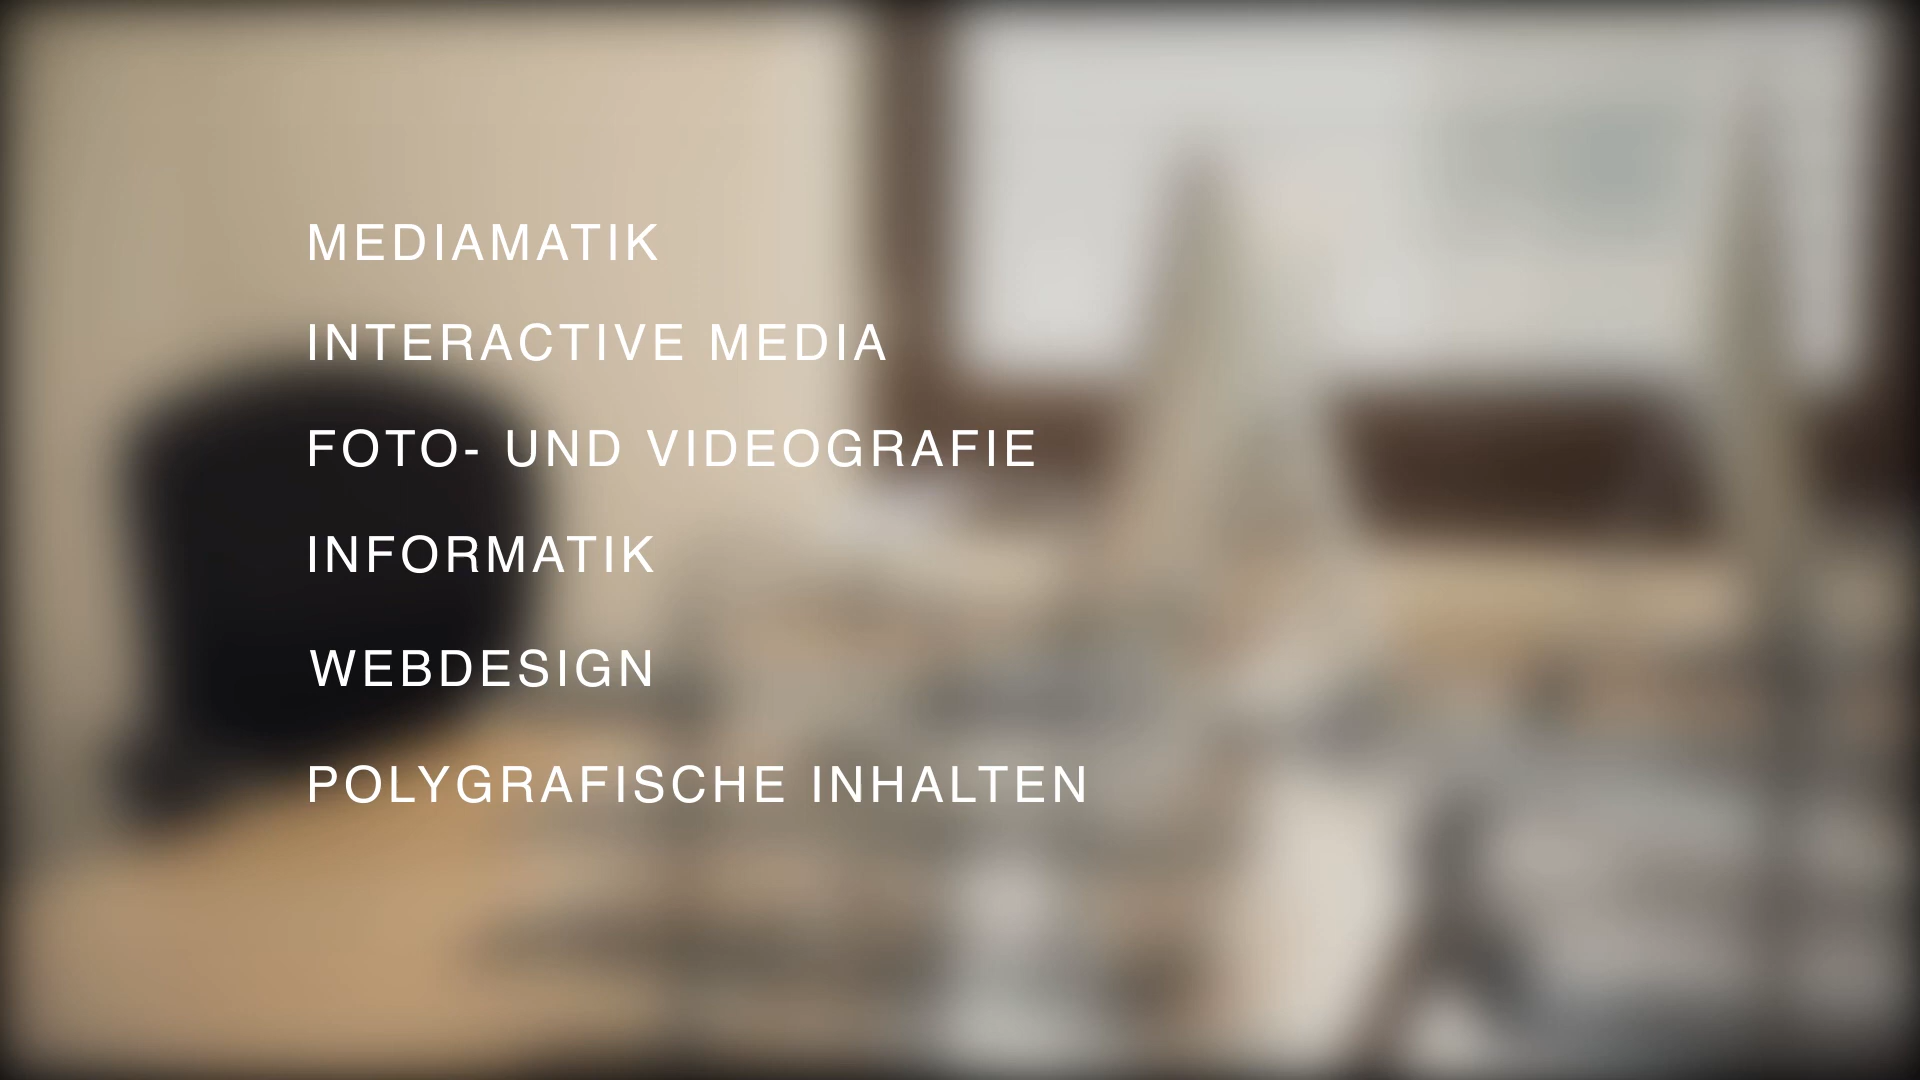 MEDIAMATIK
INTERACTIVE MEDIA
FOTO- UND VIDEOGRAFIE
INFORMATIK
WEBDESIGN
POLYGRAFISCHE INHALTEN